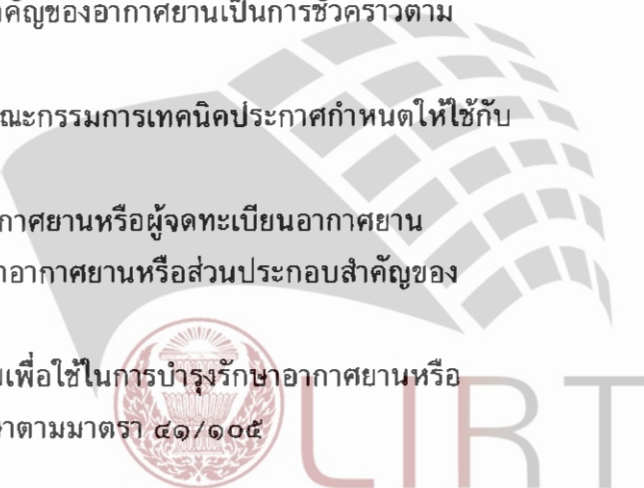 คัญของอากาศยานเป็นการชั่วคราวตาม
ณะกรรมการเทคนิคประกาศกำหนดให้ใช้กับ
กาศยานหรือผู้จดทะเบียนอากาศยาน
อากาศยานหรือส่วนประกอบสำคัญของ
เพื่อใช้ในการบำรุงรักษาอากาศยานหรือ
ตามมาตรา ๔๑/๑๐๕
LIRT